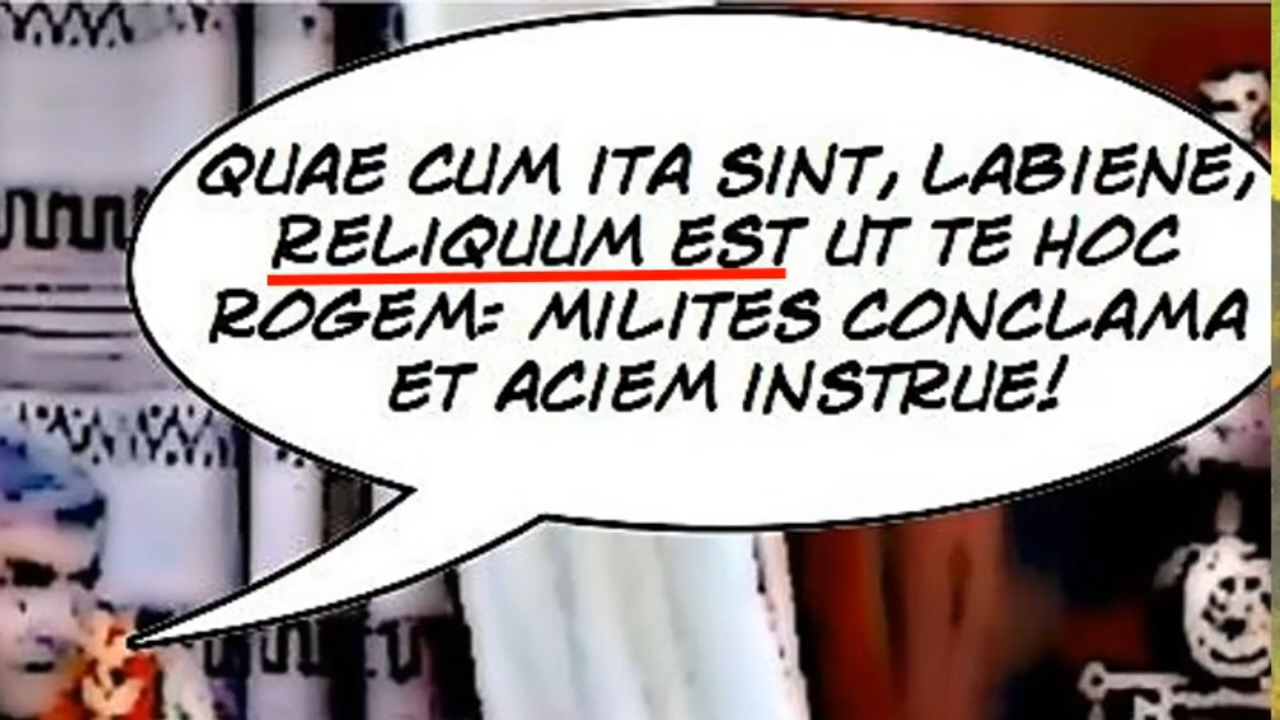 QUAE CUM ITA SINT, LABIENE,
RELIQUUM EST UT TE HOC
ROGEM: MILITES CONCLAMA
ET ACIEM INSTRUE!